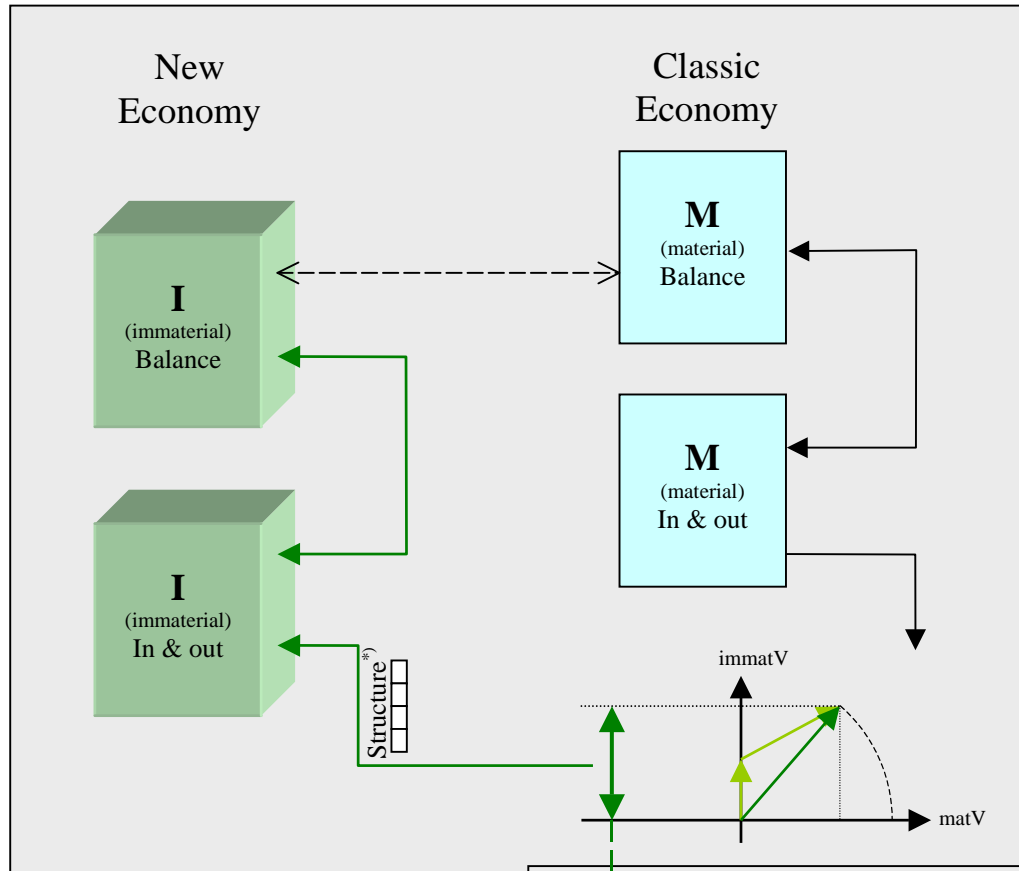 New
Economy
Classic
Economy
I
(immaterial)
Balance
M
(material)
Balance
I
(immaterial)
In & out
M
(material)
In & out
Structure*)
immatV
matV